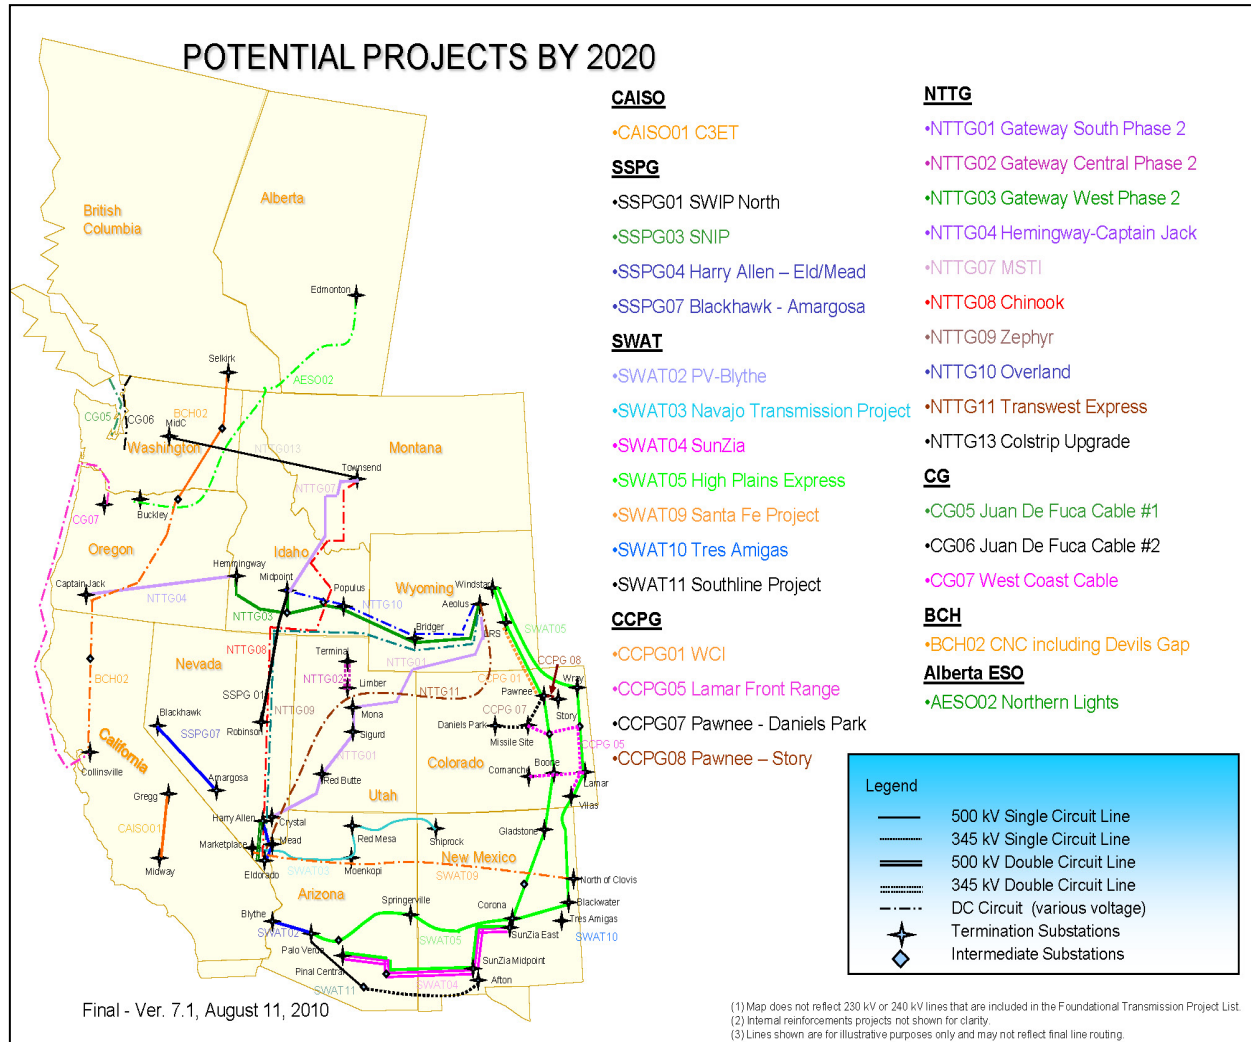 POTENTIAL PROJECTS BY 2020
CAISO
•CAISO01 C3ET
SSPG
•SSPG01 SWIP North
•SSPG03 SNIP
•SSPG04 Harry Allen – Eld/Mead
•SSPG07 Blackhawk - Amargosa
SWAT
•SWAT02 PV-Blythe
•SWAT03 Navajo Transmission Project
•SWAT04 SunZia
•SWAT05 High Plains Express
•SWAT09 Santa Fe Project
•SWAT10 Tres Amigas
•SWAT11 Southline Project
CCPG
•CCPG01 WCI
•CCPG05 Lamar Front Range
•CCPG07 Pawnee - Daniels Park
•CCPG08 Pawnee – Story
NTTG
•NTTG01 Gateway South Phase 2
•NTTG02 Gateway Central Phase 2
•NTTG03 Gateway West Phase 2
•NTTG04 Hemingway-Captain Jack
•NTTG07 MSTI
•NTTG08 Chinook
•NTTG09 Zephyr
•NTTG10 Overland
•NTTG11 Transwest Express
•NTTG13 Colstrip Upgrade
CG
•CG05 Juan De Fuca Cable #1
•CG06 Juan De Fuca Cable #2
•CG07 West Coast Cable
BCH
•BCH02 CNC including Devils Gap
Alberta ESO
•AESO02 Northern Lights
British
Columbia
Alberta
Edmonton
Selkirk
AESO02
CG05
CG06
BCH02
MidC
Washington
NTTG013
Montana
Townsend
NTTG07
CG07
Buckley
Oregon
Idaho
Hemmingway
Midpoint
Populus
Wyoming
Windstar
Captain Jack
NTTG04
NTTG03
NTTG10
Aeolus
Bridger
LRS
SWAT05
Nevada
NTTG08
Terminal
NTTG01
CCPG 08
CCPG 01
NTTG02
Limber
NTTG11
Pawnee
Wray
BCH02
SSPG 01
NTTG09
Mona
CCPG 07
Story
Blackhawk
Robinson
Daniels Park
SSPG07
Sigurd
Missile Site
CCPG 05
California
NTTG01
Colorado
Boone
Collinsville
Amargosa
Red Butte
Comanche
Lamar
Gregg
Utah
Vilas
Harry Allen
Crystal
CAISO01
Mead
Red Mesa
Shiprock
Gladstone
Marketplace
New Mexico
Midway
Eldorado
SWAT03
Moenkopi
SWAT09
North of Clovis
Arizona
Springerville
Blackwater
Blythe
Corona
Tres Amigas
SWAT02
SWAT05
SunZia East
SWAT10
Palo Verde
Pinal Central
SunZia Midpoint
SWAT11
SWAT04
Afton
Final - Ver. 7.1, August 11, 2010
Legend
500 kV Single Circuit Line
345 kV Single Circuit Line
500 kV Double Circuit Line
345 kV Double Circuit Line
DC Circuit (various voltage)
Termination Substations
Intermediate Substations
(1) Map does not reflect 230 kV or 240 kV lines that are included in the Foundational Transmission Project List.
(2) Internal reinforcements projects not shown for clarity.
(3) Lines shown are for illustrative purposes only and may not reflect final line routing.